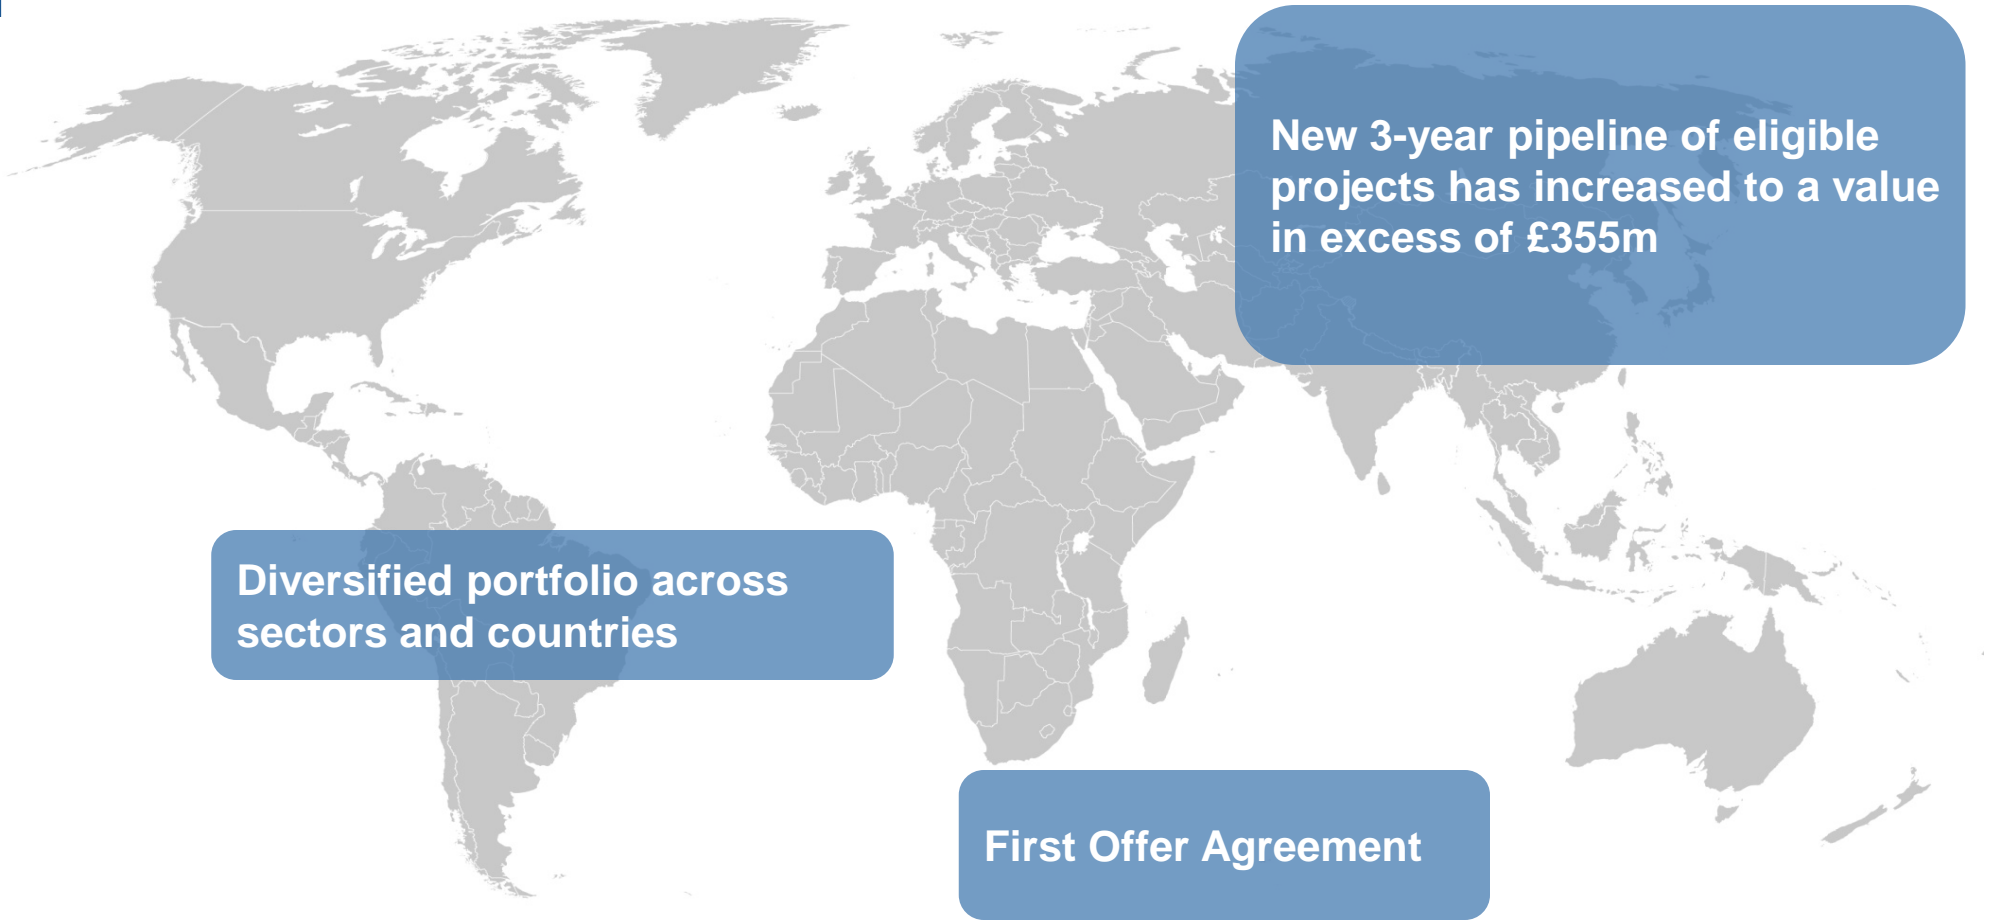 New 3-year pipeline of eligible
projects has increased to a value
in excess of £355m
Diversified portfolio across
sectors and countries
First Offer Agreement